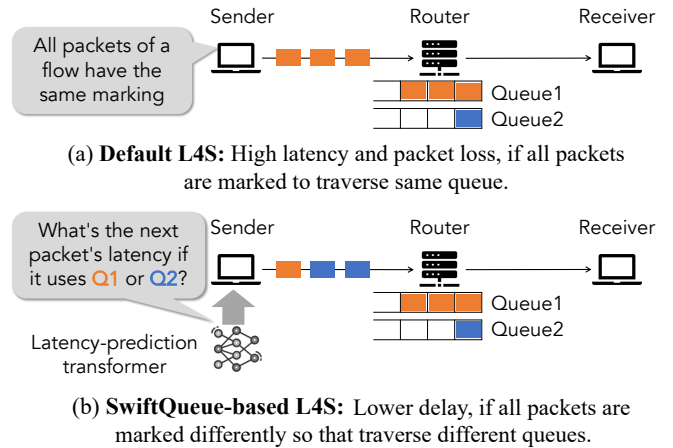 Sender Router Receiver
All packets of a
flow have the
same marking
Queue1
Queue2
(a) Default L4S: High latency and packet loss, if all packets
are marked to traverse same queue.
Sender Router Receiver
What's the next
packet's latency if
it uses Q1 or Q2?
Queue1
Queue2
Latency-prediction
transformer
(b) SwiftQueue-based L4S: Lower delay, if all packets are
marked differently so that traverse different queues.